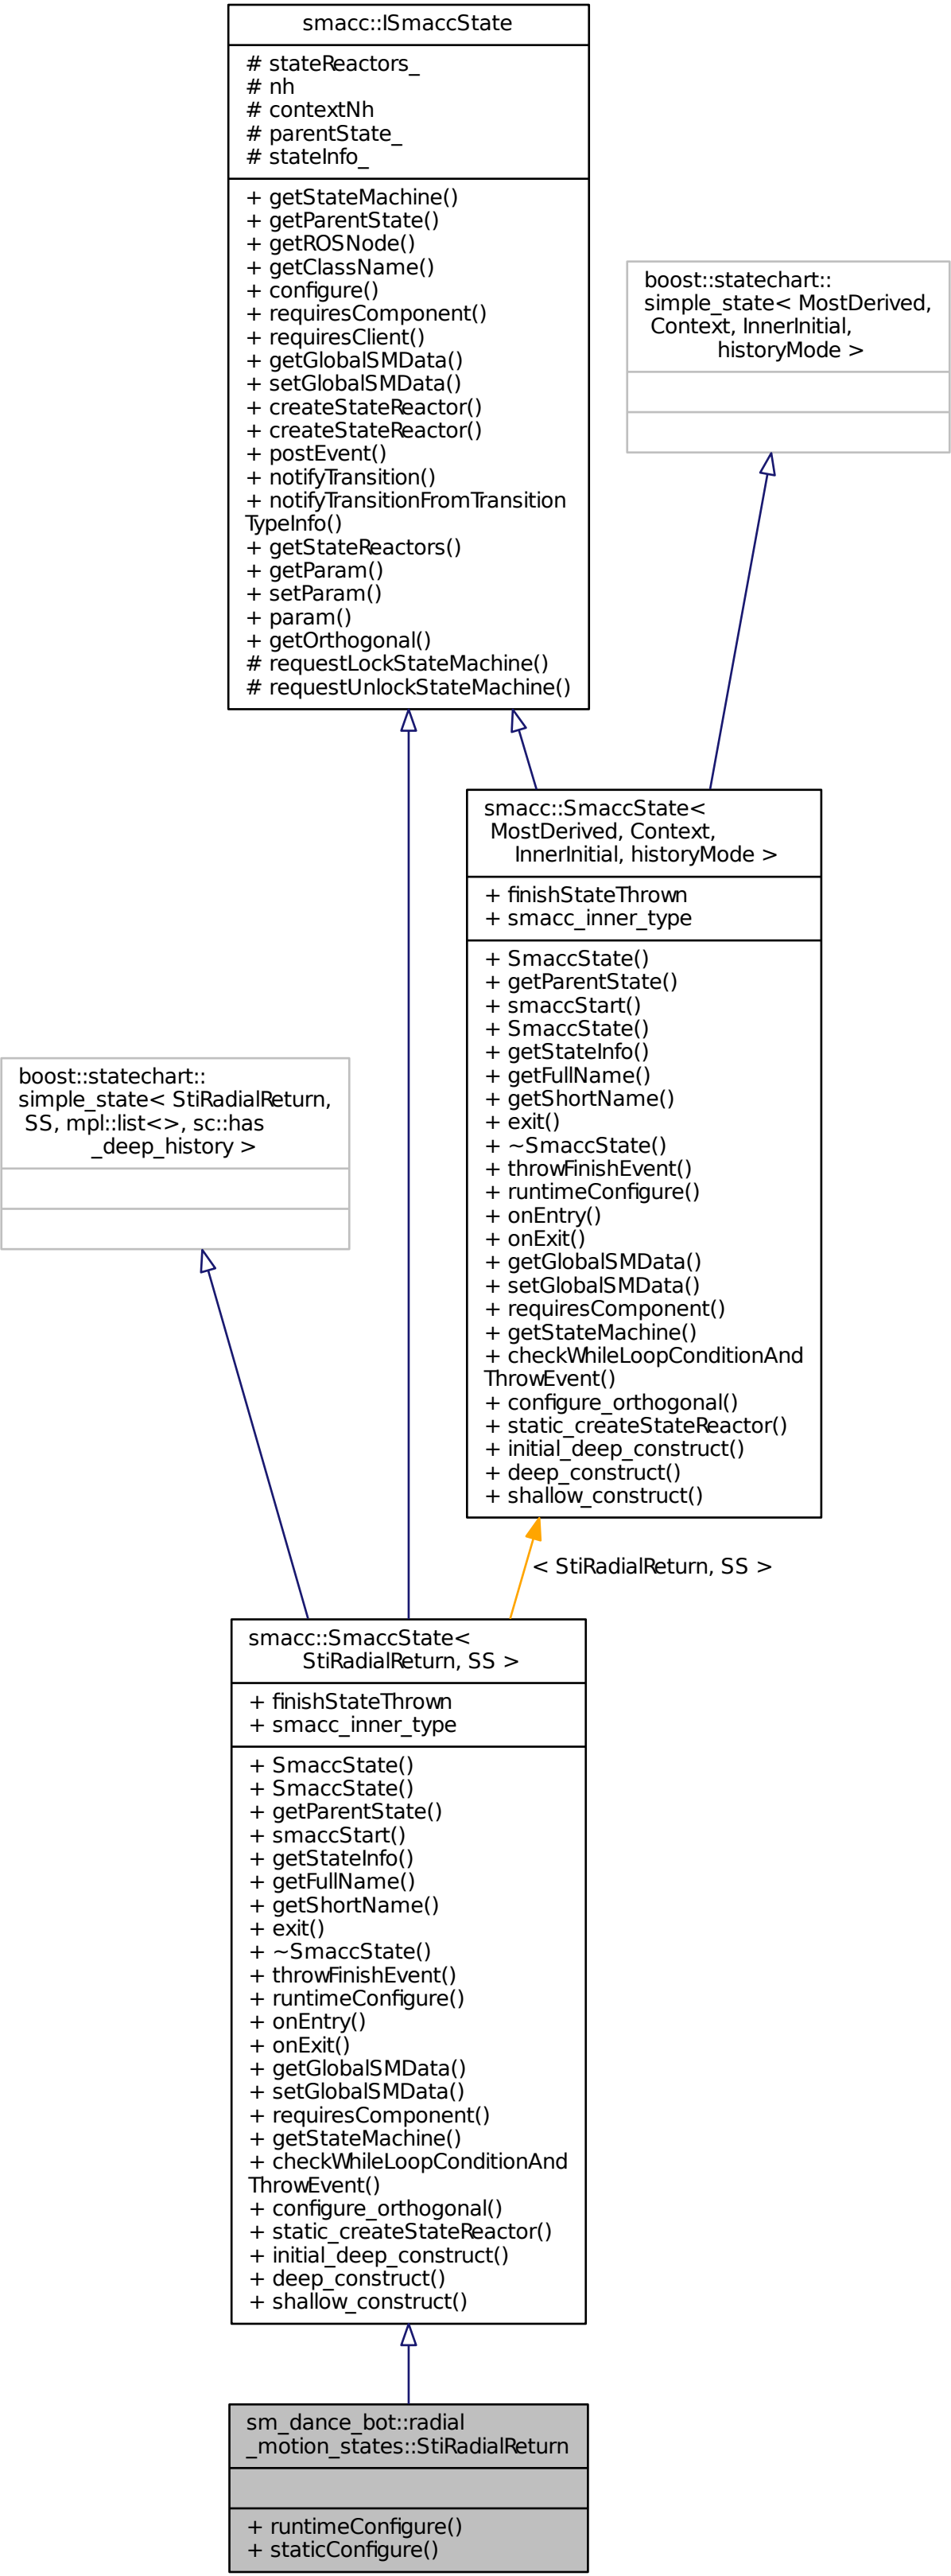 smacc::ISmaccState
# stateReactors_
# nh
# contextNh
# parentState_
# stateInfo_
+ getStateMachine()
+ getParentState()
+ getROSNode()
+ getClassName()
+ configure()
+ requiresComponent()
+ requiresClient()
+ getGlobalSMData()
+ setGlobalSMData()
+ createStateReactor()
+ createStateReactor()
+ postEvent()
+ notifyTransition()
+ notifyTransitionFromTransition
TypeInfo()
+ getStateReactors()
+ getParam()
+ setParam()
+ param()
+ getOrthogonal()
# requestLockStateMachine()
# requestUnlockStateMachine()
boost::statechart::
simple_state< MostDerived,
Context, InnerInitial,
historyMode >
smacc::SmaccState<
MostDerived, Context,
InnerInitial, historyMode >
+ finishStateThrown
+ smacc_inner_type
+ SmaccState()
+ getParentState()
+ smaccStart()
+ SmaccState()
+ getStateInfo()
+ getFullName()
+ getShortName()
+ exit()
+ ~SmaccState()
+ throwFinishEvent()
+ runtimeConfigure()
+ onEntry()
+ onExit()
+ getGlobalSMData()
+ setGlobalSMData()
+ requiresComponent()
+ getStateMachine()
+ checkWhileLoopConditionAnd
ThrowEvent()
+ configure_orthogonal()
+ static_createStateReactor()
+ initial_deep_construct()
+ deep_construct()
+ shallow_construct()
boost::statechart::
simple_state< StiRadialReturn,
SS, mpl::list<>, sc::has
_deep_history >
< StiRadialReturn, SS >
smacc::SmaccState<
StiRadialReturn, SS >
+ finishStateThrown
+ smacc_inner_type
+ SmaccState()
+ SmaccState()
+ getParentState()
+ smaccStart()
+ getStateInfo()
+ getFullName()
+ getShortName()
+ exit()
+ ~SmaccState()
+ throwFinishEvent()
+ runtimeConfigure()
+ onEntry()
+ onExit()
+ getGlobalSMData()
+ setGlobalSMData()
+ requiresComponent()
+ getStateMachine()
+ checkWhileLoopConditionAnd
ThrowEvent()
+ configure_orthogonal()
+ static_createStateReactor()
+ initial_deep_construct()
+ deep_construct()
+ shallow_construct()
sm_dance_bot::radial
_motion_states::StiRadialReturn
+ runtimeConfigure()
+ staticConfigure()